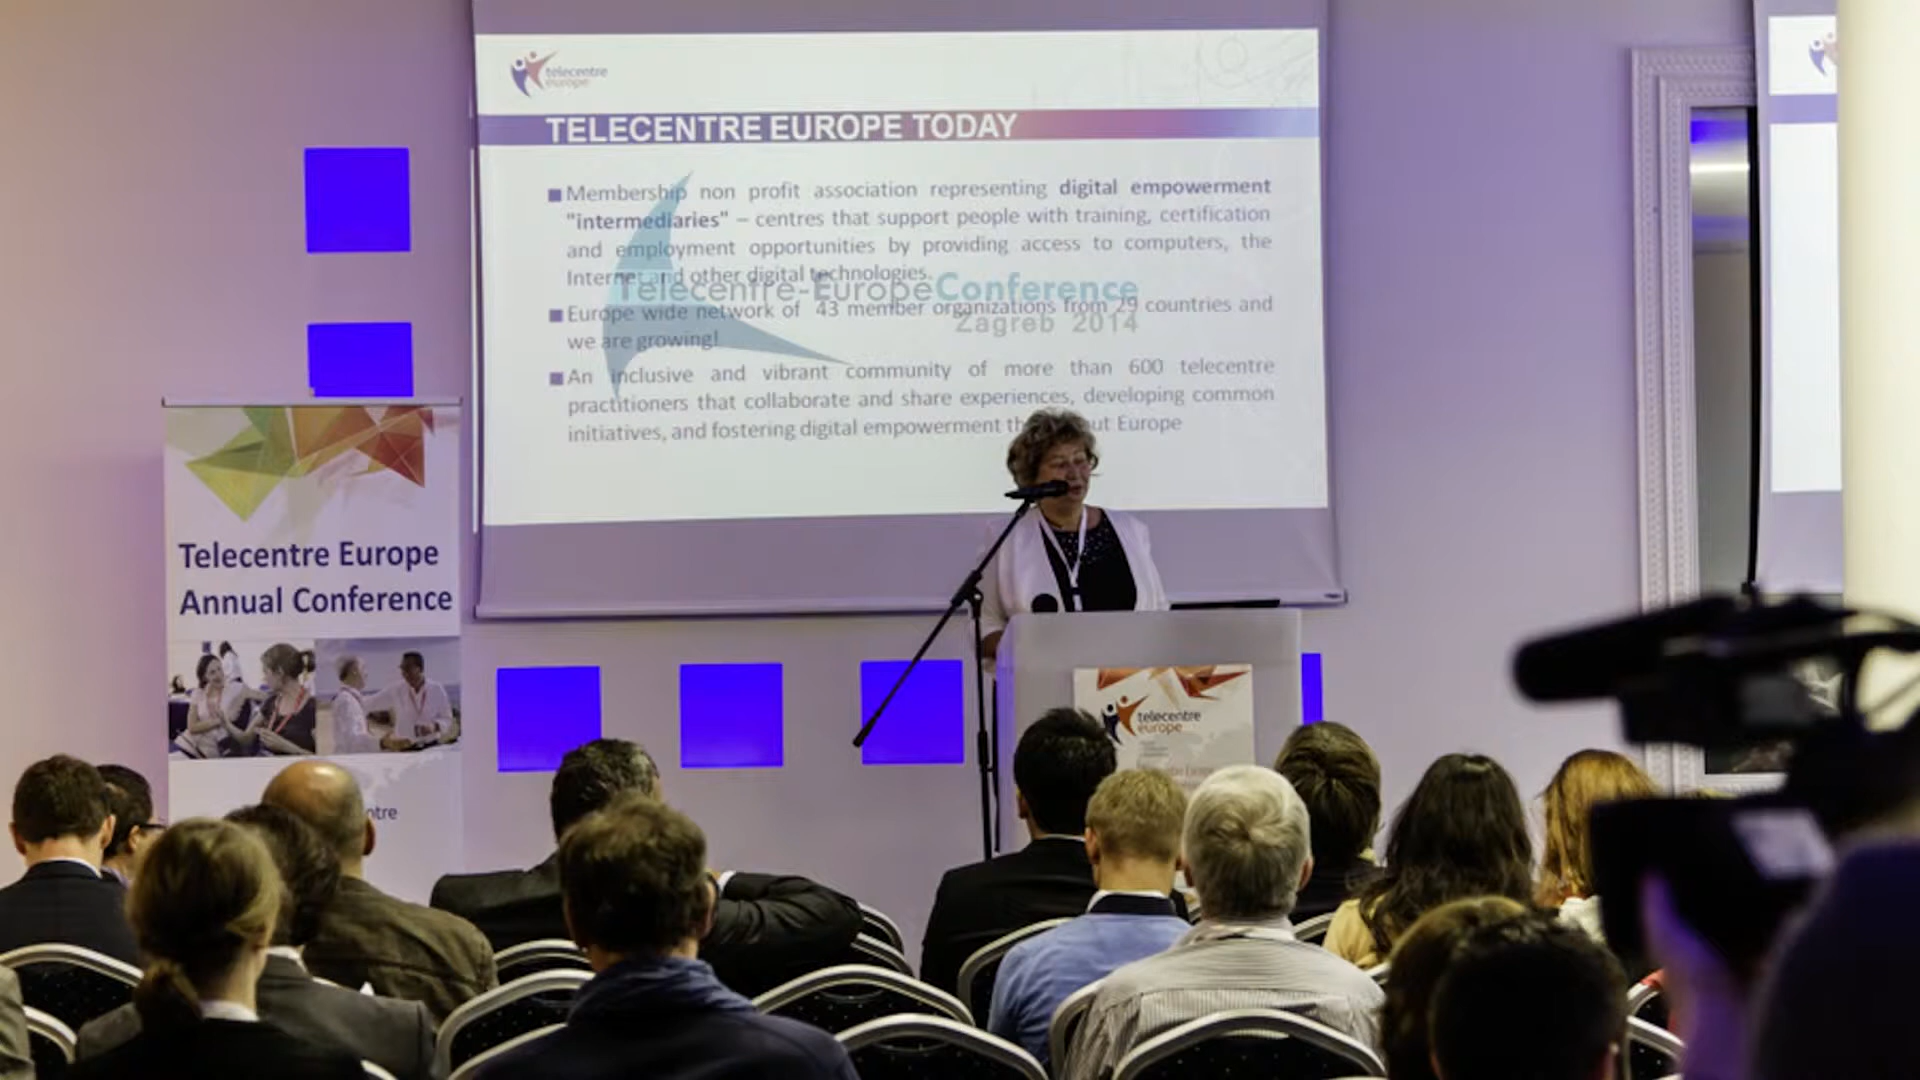 telecentre
europe
TELECENTRE EUROPE TODAY
Membership non profit association representing digital empowerment
"intermediaries" – centres that support people with training, certification
and employment opportunities by providing access to computers, the
Internet and other digital technologies.
Telecentre-EuropeConference
Europe wide network of 43 member organizations from 29 countries and
Zagreb 2014
we are growing!
An inclusive and vibrant community of more than 600 telecentre
practitioners that collaborate and share experiences, developing common
initiatives, and fostering digital empowerment th ut Europe
Telecentre Europe
Annual Conference
ntre
telecentre
europe